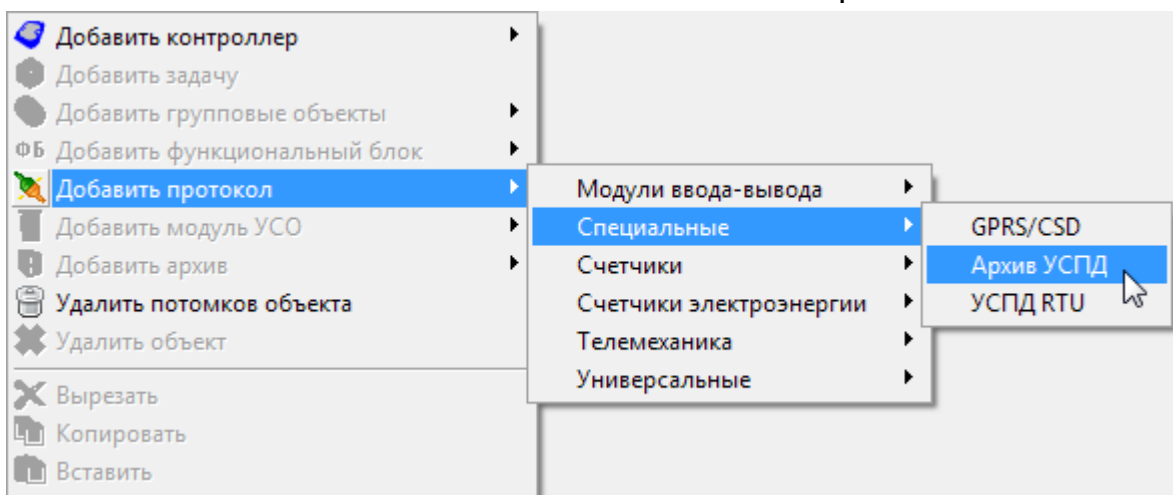 Добавить контроллер
Добавить задачу
Добавить групповые объекты
ФБ Добавить функциональный блок
Добавить протокол
Добавить модуль УСО
Добавить архив
Удалить потомков объекта
Удалить объект
Вырезать
Копировать
Вставить
Модули ввода-вывода
Специальные
Счетчики
Счетчики электроэнергии
Телемеханика
Универсальные
GPRS/CSD
Архив УСПД
УСПД RTU